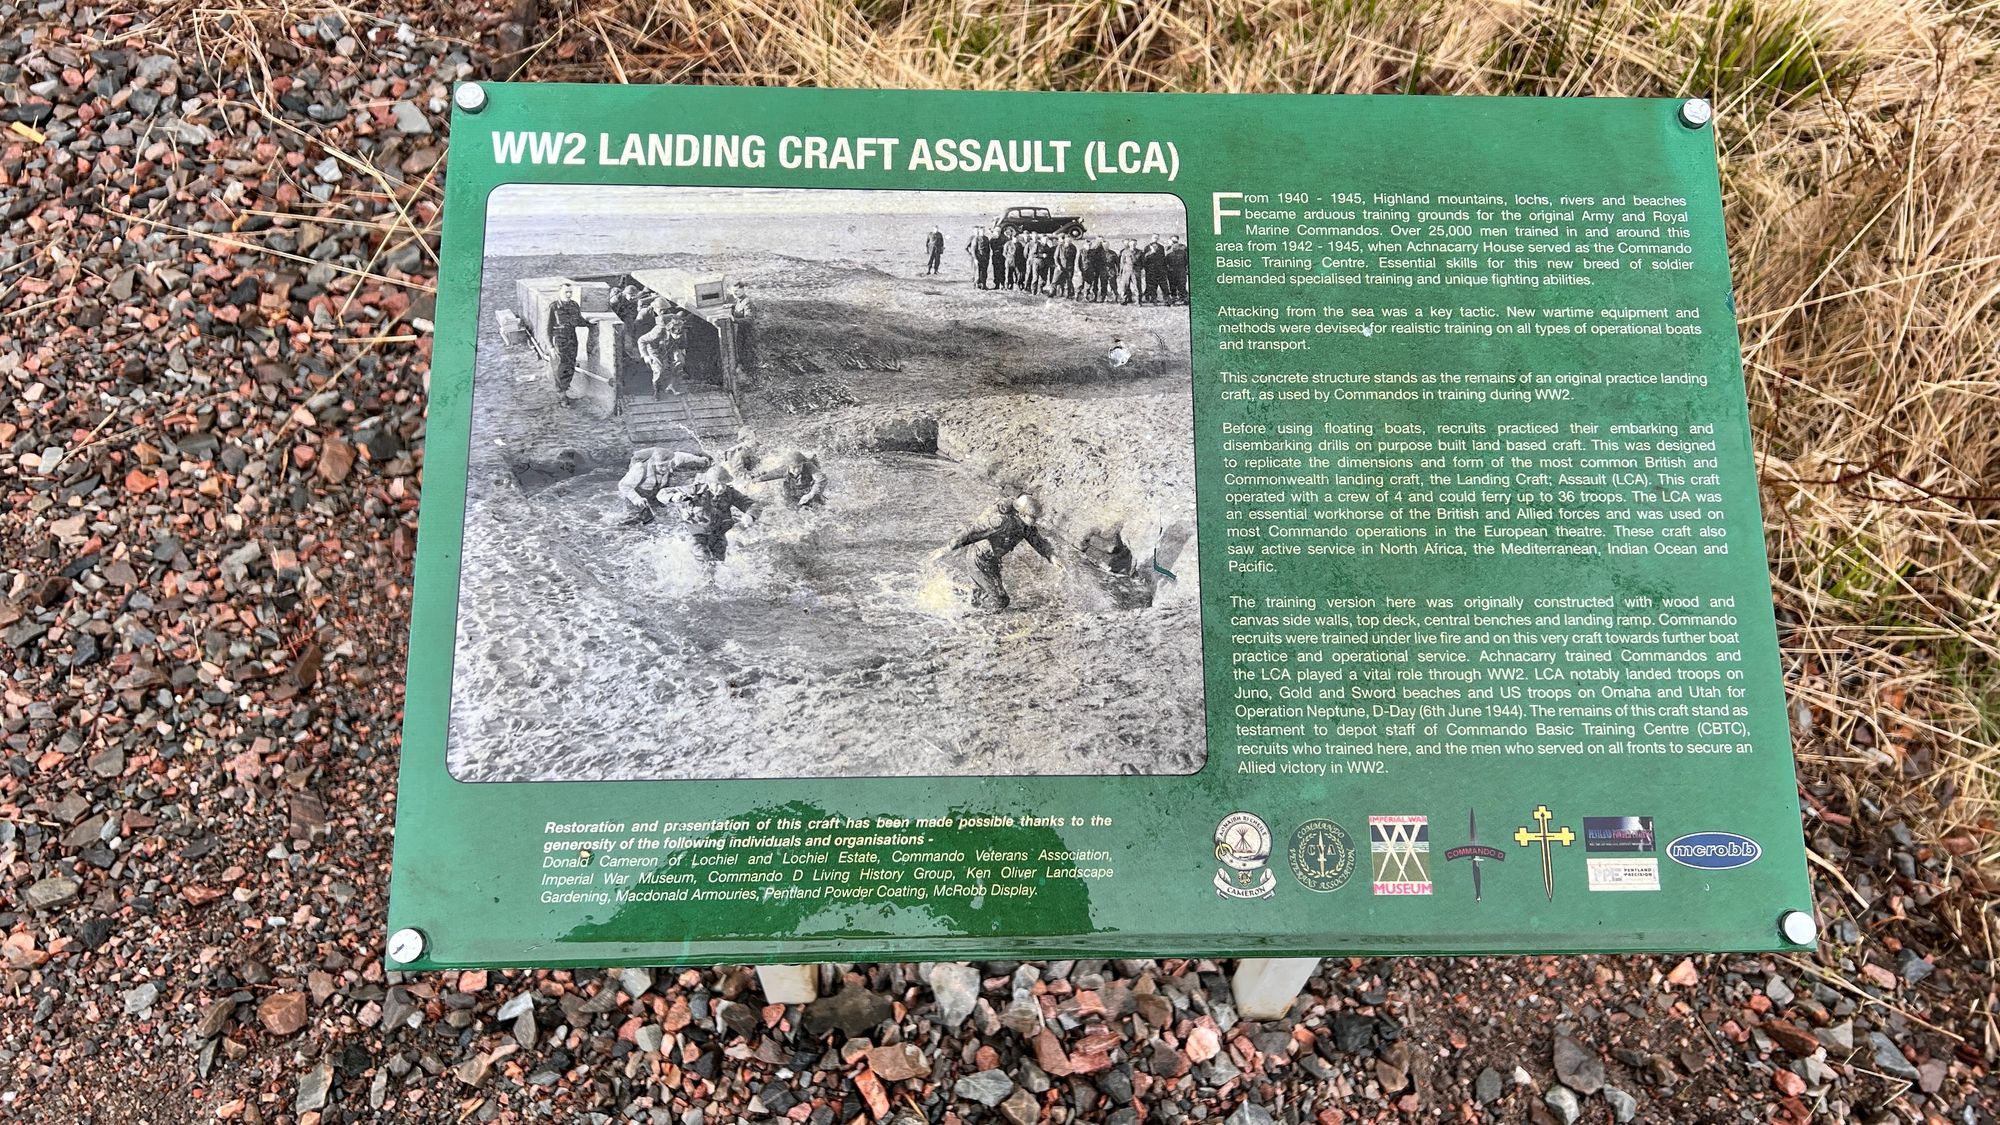 WW2 LANDING CRAFT ASSAULT (LCA)
From 1940 - 1945, Highland mountains, lochs, rivers and beaches
became arduous training grounds for the original Army and Royal
Marine Commandos. Over 25,000 men trained in and around this
area from 1942 - 1945, when Achnacarry House served as the Commando
Basic Training Centre. Essential skills for this new breed of soldier
demanded specialised training and unique fighting abilities.
Attacking from the sea was a key tactic. New wartime equipment and
methods were devised for realistic training on all types of operational boats
and transport.
This concrete structure stands as the remains of an original practice landing
craft, as used by Commandos in training during WW2.
Before using floating boats, recruits practiced their embarking and
disembarking drills on purpose built land based craft. This was designed
to replicate the dimensions and form of the most common British and
Commonwealth landing craft, the Landing Craft; Assault (LCA). This craft
operated with a crew of 4 and could ferry up to 36 troops. The LCA was
an essential workhorse of the British and Allied forces and was used on
most Commando operations in the European theatre. These craft also
saw active service in North Africa, the Mediterranean, Indian Ocean and
Pacific.
The training version here was originally constructed with wood and
canvas side walls, top deck, central benches and landing ramp. Commando
recruits were trained under live fire and on this very craft towards further boat
practice and operational service. Achnacarry trained Commandos and
the LCA played a vital role through WW2. LCA notably landed troops on
Juno, Gold and Sword beaches and US troops on Omaha and Utah for
Operation Neptune, D-Day (6th June 1944). The remains of this craft stand as
testament to depot staff of Commando Basic Training Centre (CBTC),
recruits who trained here, and the men who served on all fronts to secure an
Allied victory in WW2.
Restoration and presentation of this craft has been made possible thanks to the
generosity of the following individuals and organisations -
Donald Cameron of Lochiel and Lochiel Estate, Commando Veterans Association,
Imperial War Museum, Commando D Living History Group, Ken Oliver Landscape
Gardening, Macdonald Armouries, Pentland Powder Coating, McRobb Display.
CAMERON
COMMANDO VETERANS ASSOCIATION
CVA
IMPERIAL WAR
MUSEUM
COMMANDO D
PENTLAND POWDER COATING
PPE PENTLAND PRECISION
mcrobb